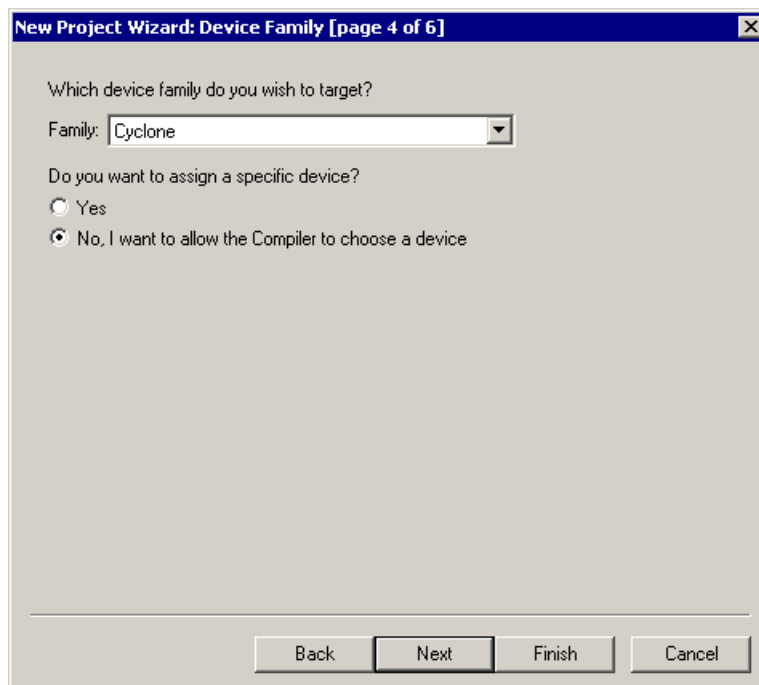 New Project Wizard: Device Family [page 4 of 6]
Which device family do you wish to target?
Family: Cyclone
Do you want to assign a specific device?
Yes
No, I want to allow the Compiler to choose a device
Back Next Finish Cancel